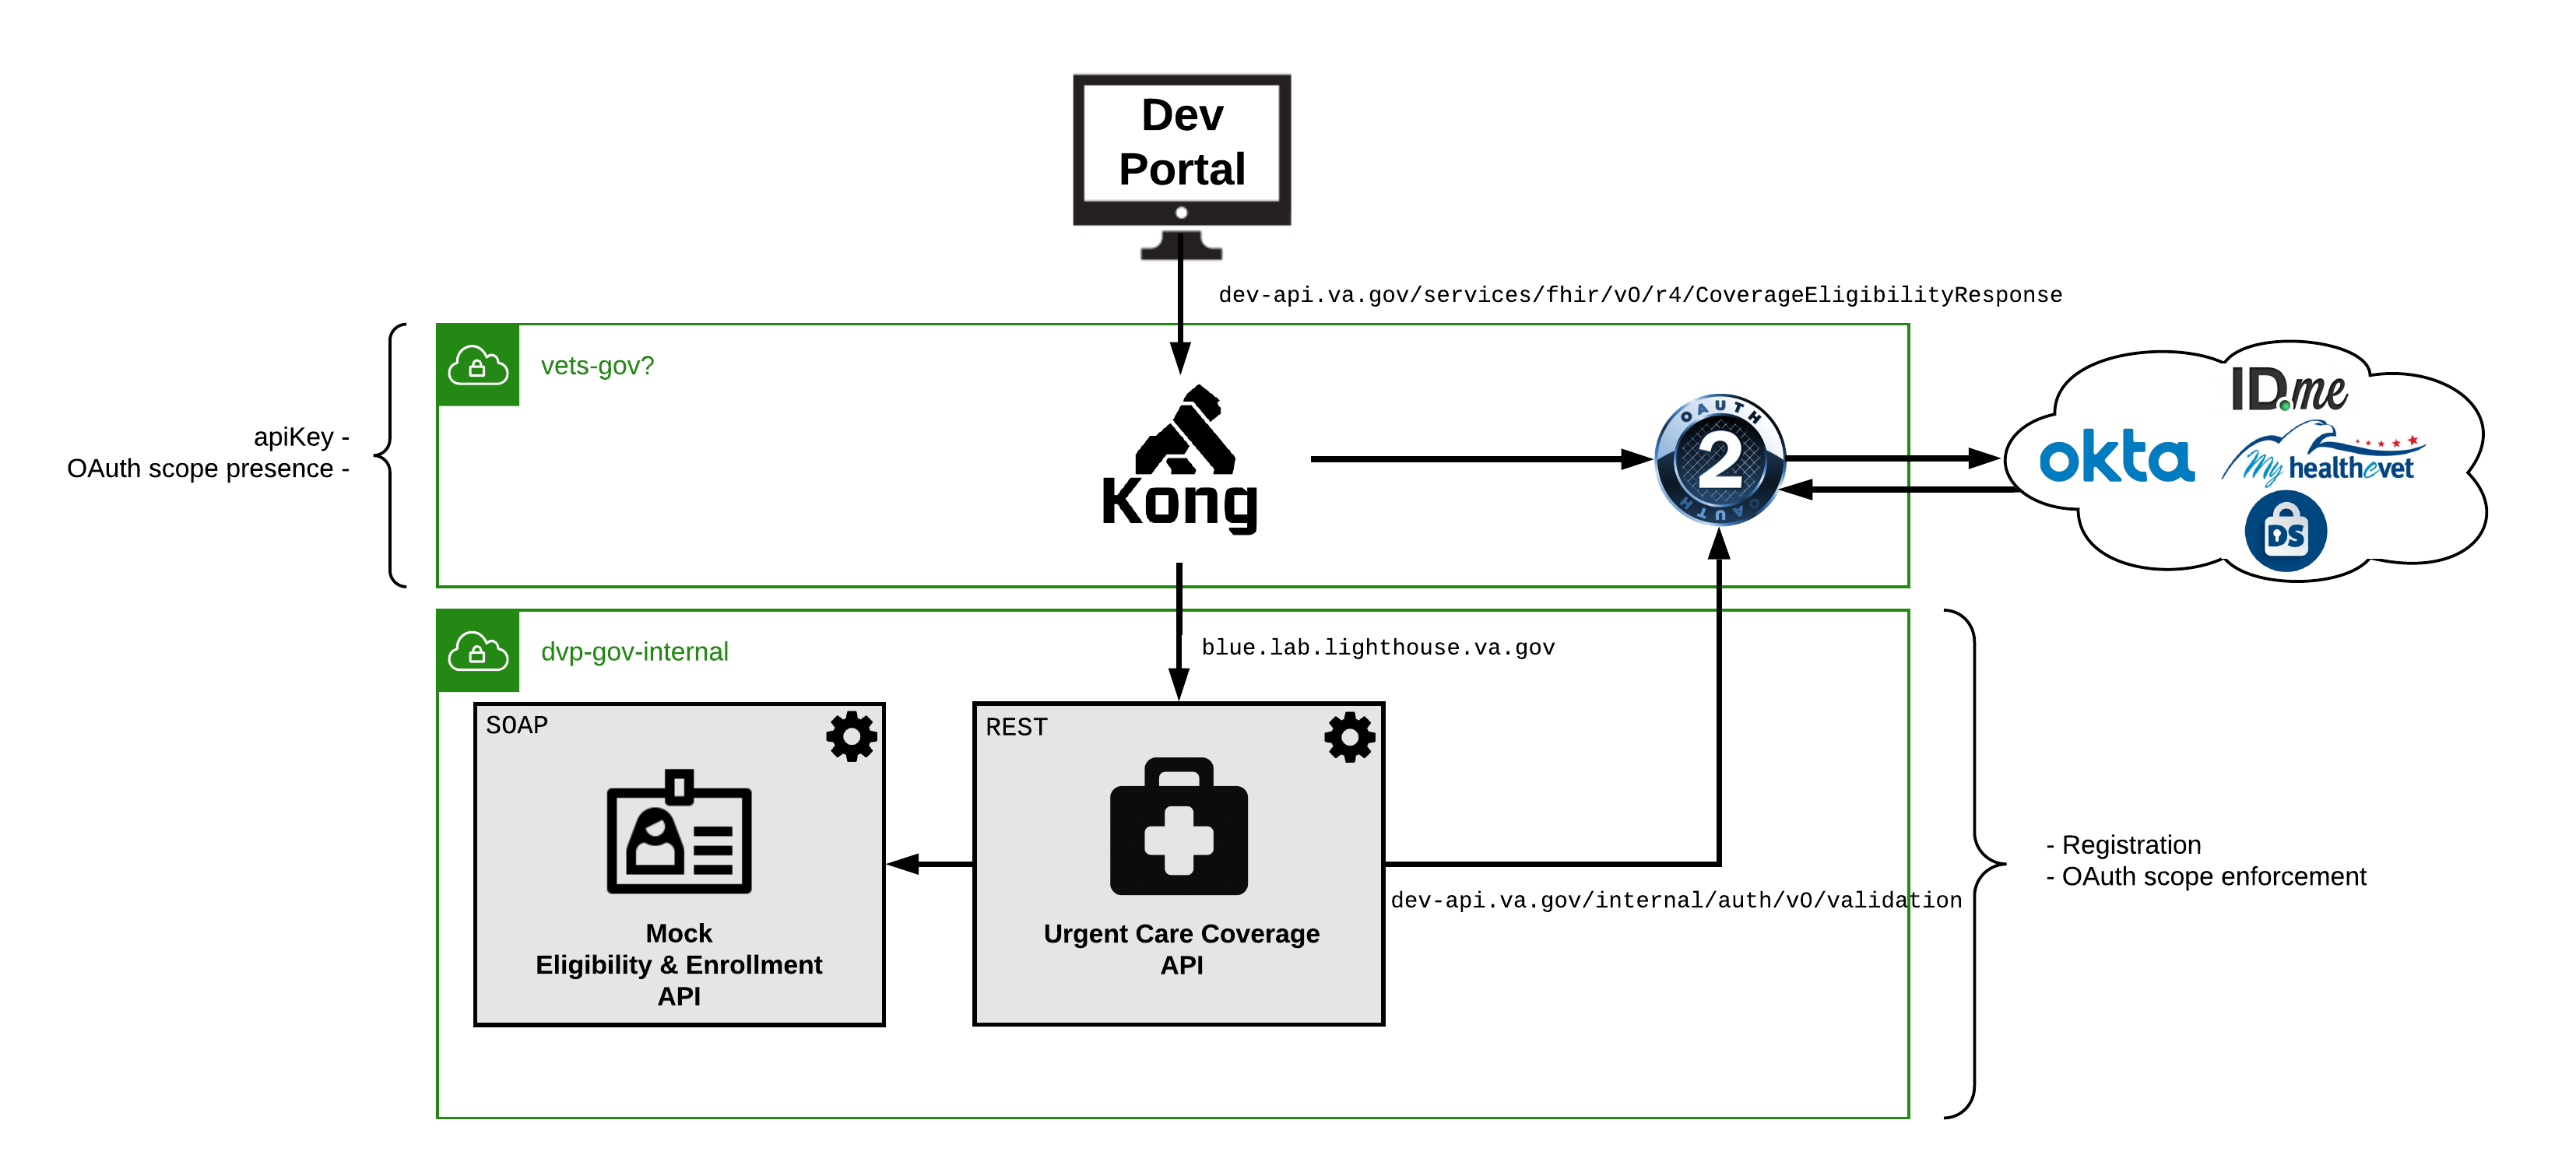 Dev
Portal
dev-api.va.gov/services/fhir/v0/r4/CoverageEligibilityResponse
vets-gov?
apiKey -
OAuth scope presence -
Kong
OAUTH
2
OAUTH
ID.me
okta
My healthevet
DS
dvp-gov-internal
blue.lab.lighthouse.va.gov
SOAP
REST
Mock
Eligibility & Enrollment
API
Urgent Care Coverage
API
dev-api.va.gov/internal/auth/v0/validation
- Registration
- OAuth scope enforcement